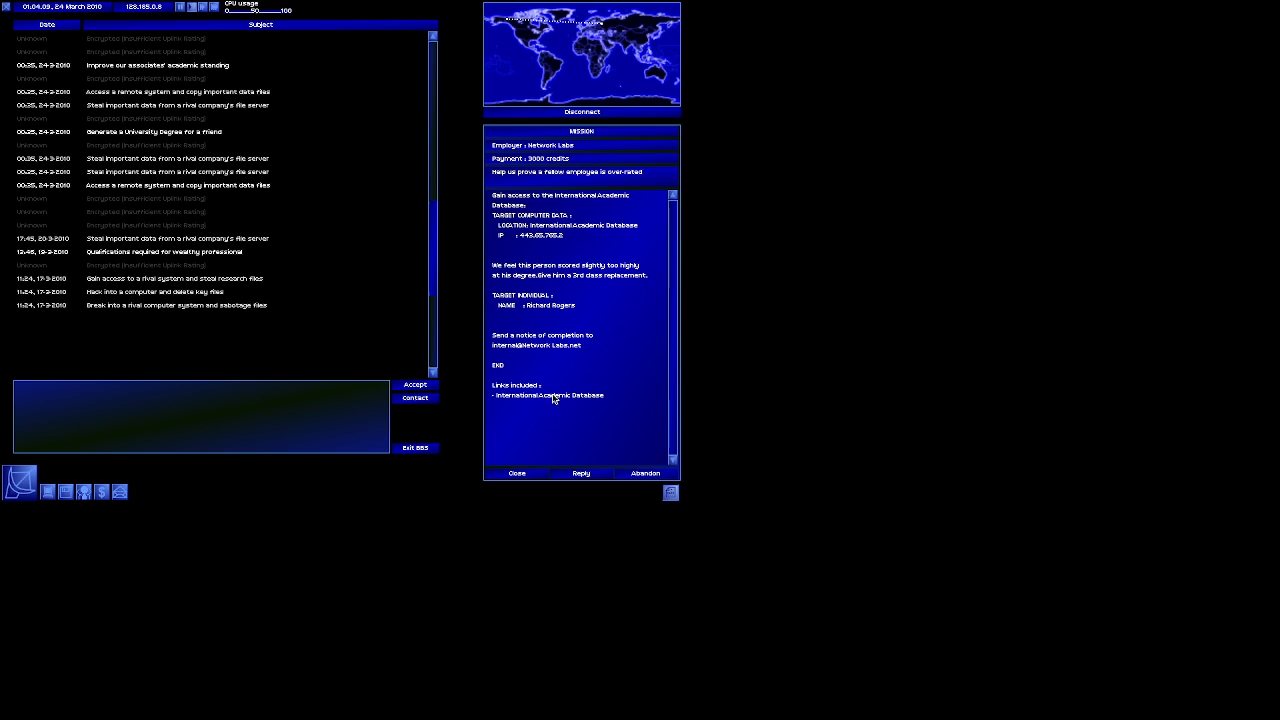 01:04.09, 24 March 2010
128.185.0.8
CPU usage
0 50 100
Date Subject
Unknown Encrypted [Insufficient Uplink Rating]
Unknown Encrypted [Insufficient Uplink Rating]
00:35, 24-3-2010 Improve our associates' academic standing
Unknown Encrypted [Insufficient Uplink Rating]
00:35, 24-3-2010 Access a remote system and copy important data files
00:35, 24-3-2010 Steal important data from a rival company's file server
Unknown Encrypted [Insufficient Uplink Rating]
00:35, 24-3-2010 Generate a University Degree for a friend
Unknown Encrypted [Insufficient Uplink Rating]
00:35, 24-3-2010 Steal important data from a rival company's file server
00:35, 24-3-2010 Steal important data from a rival company's file server
00:35, 24-3-2010 Access a remote system and copy important data files
Unknown Encrypted [Insufficient Uplink Rating]
Unknown Encrypted [Insufficient Uplink Rating]
Unknown Encrypted [Insufficient Uplink Rating]
17:45, 20-3-2010 Steal important data from a rival company's file server
13:45, 19-3-2010 Qualifications required for wealthy professional
Unknown Encrypted [Insufficient Uplink Rating]
11:24, 17-3-2010 Gain access to a rival system and steal research files
11:24, 17-3-2010 Hack into a computer and delete key files
11:24, 17-3-2010 Break into a rival computer system and sabotage files
Accept
Contact
Exit BBS
Disconnect
MISSION
Employer : Network Labs
Payment : 3000 credits
Help us prove a fellow employee is over-rated
Gain access to the International Academic
Database:
TARGET COMPUTER DATA :
LOCATION: International Academic Database
IP : 443.65.765.2
We feel this person scored slightly too highly
at his degree.Give him a 3rd class replacement.
TARGET INDIVIDUAL :
NAME : Richard Rogers
Send a notice of completion to
internal@Network Labs.net
END
Links included :
- International Academic Database
Close Reply Abandon